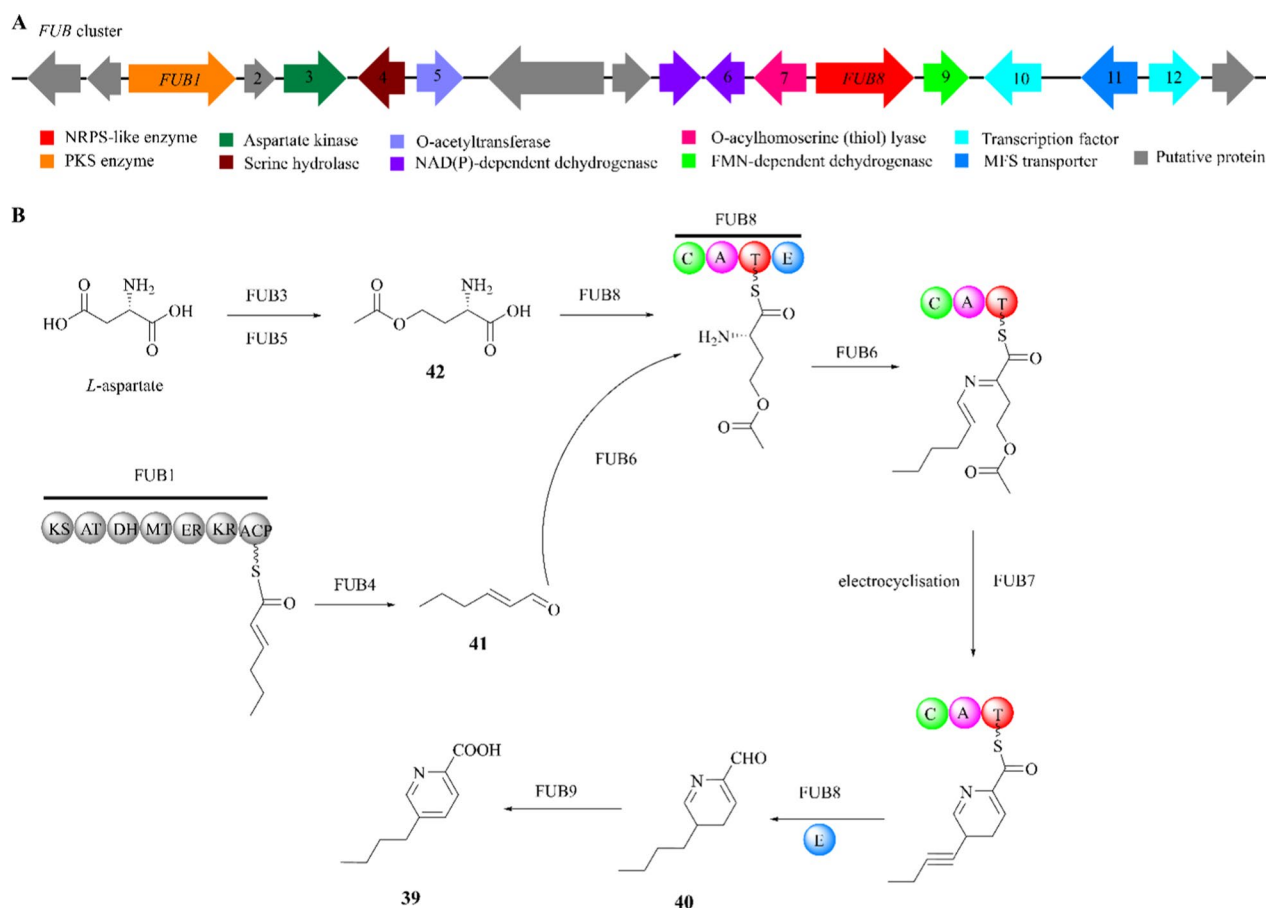 A
FUB cluster
FUB1 2 3 4 5 6 7 FUB8 9 10 11 12
NRPS-like enzyme
PKS enzyme
Aspartate kinase
Serine hydrolase
O-acetyltransferase
NAD(P)-dependent dehydrogenase
O-acylhomoserine (thiol) lyase
FMN-dependent dehydrogenase
Transcription factor
MFS transporter
Putative protein
B
O
HO
NH2
OH
O
L-aspartate
FUB3
FUB5
O
O
NH2
OH
O
42
FUB8
FUB8
C A T E
S
O
H2N
O
O
FUB6
C A T
S
O
N
O
O
FUB1
KS AT DH MT ER KR ACP
S
O
FUB4
O
41
FUB6
electrocyclisation
FUB7
C A T
S
O
N
FUB8
E
CHO
N
40
FUB9
COOH
N
39